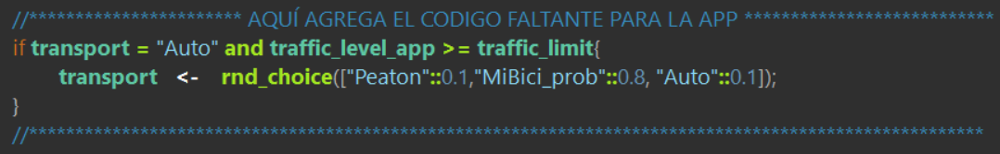 //************************* AQUÍ AGREGA EL CODIGO FALTANTE PARA LA APP ***************************
if transport = "Auto" and traffic_level_app >= traffic_limit{
transport <- rnd_choice(["Peaton"::0.1,"MiBici_prob"::0.8, "Auto"::0.1]);
}
//********************************************************************************************************